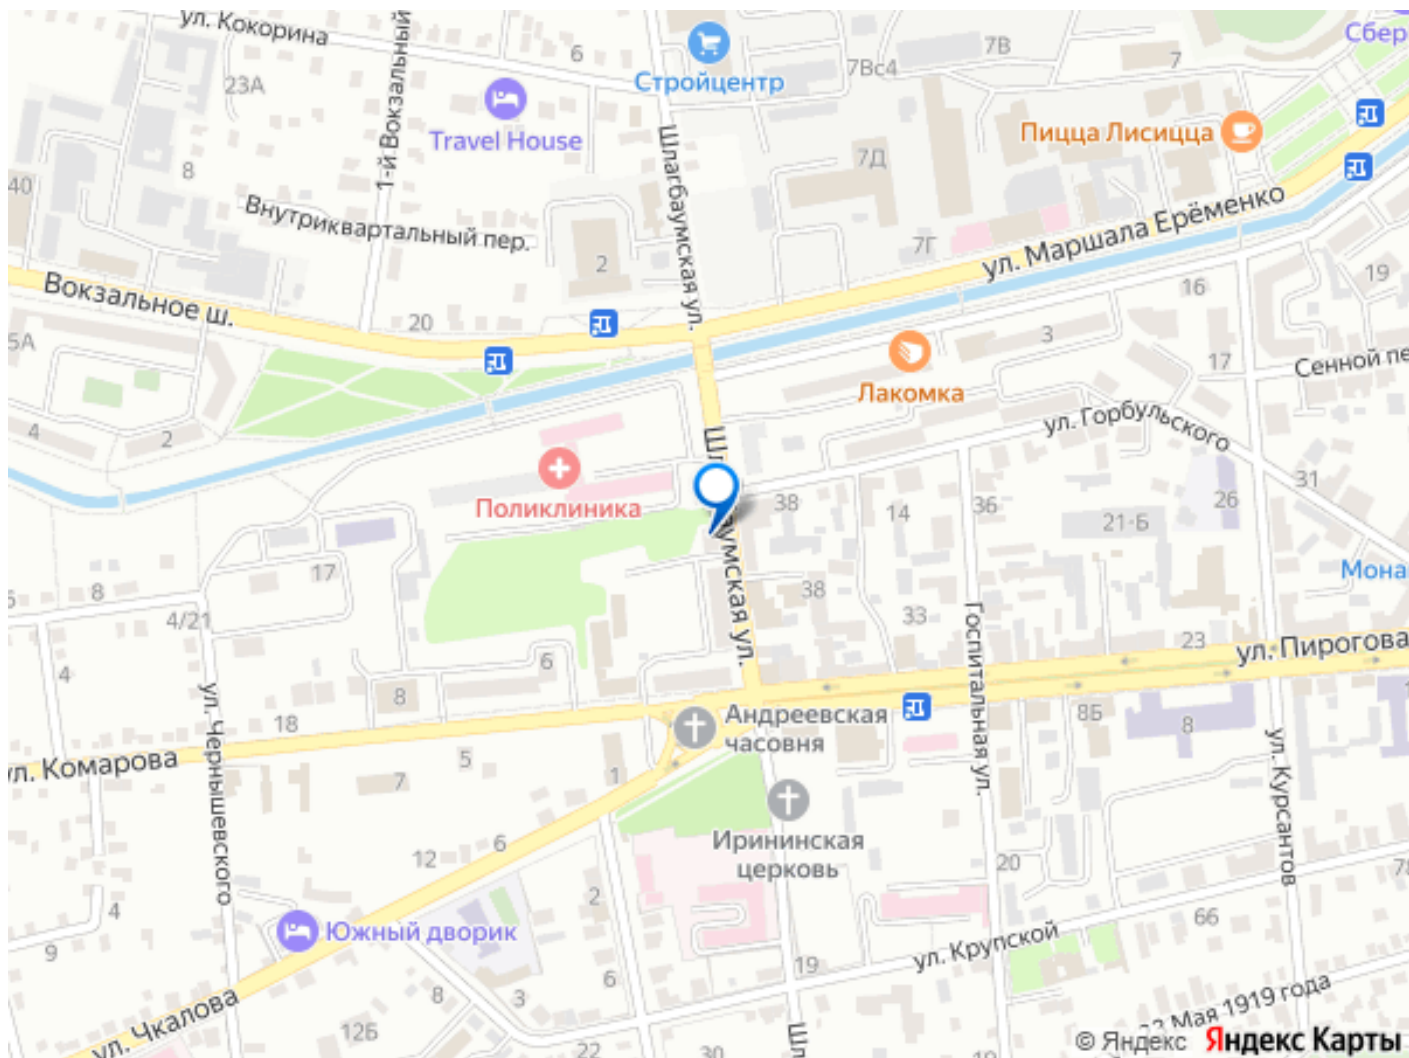 ул. Кокорина
6
23А
1-й Вокзальный
Travel House
Стройцентр
7В
7Вс4
7
Сбер
Шлагбаумская ул.
Пицца Лисицца
7Д
8
40
Внутриквартальный пер.
2
7Г
ул. Маршала Ерёменко
19
16
Вокзальное ш.
20
5А
3
17
Сенной пе
Лакомка
4
2
ул. Горбульского
Поликлиника
31
38
14
36
26
21-Б
Шлагбаумская ул.
Мона
17
8
4/21
38
33
Госпитальная ул.
23
ул. Пирогова
4
6
8
18
ул. Чернышевского
Андреевская
часовня
8Б
8
ул. Комарова
5
7
1
ул. Курсантов
Ирининская
церковь
12
6
20
2
78
4
66
Южный дворик
9
ул. Крупской
19
6
8
3
ул. Чкалова
12Б
22
30
Шл
23 Мая 1919 года
© Яндекс Яндекс Карты